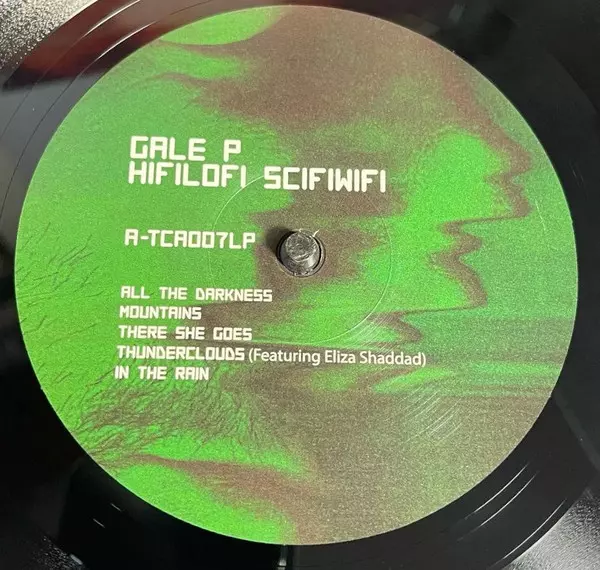 GALE P
HIFILOFI SCIFIWIFI
A-TCA007LP
ALL THE DARKNESS
MOUNTAINS
THERE SHE GOES
THUNDERCLOUDS (Featuring Eliza Shaddad)
IN THE RAIN